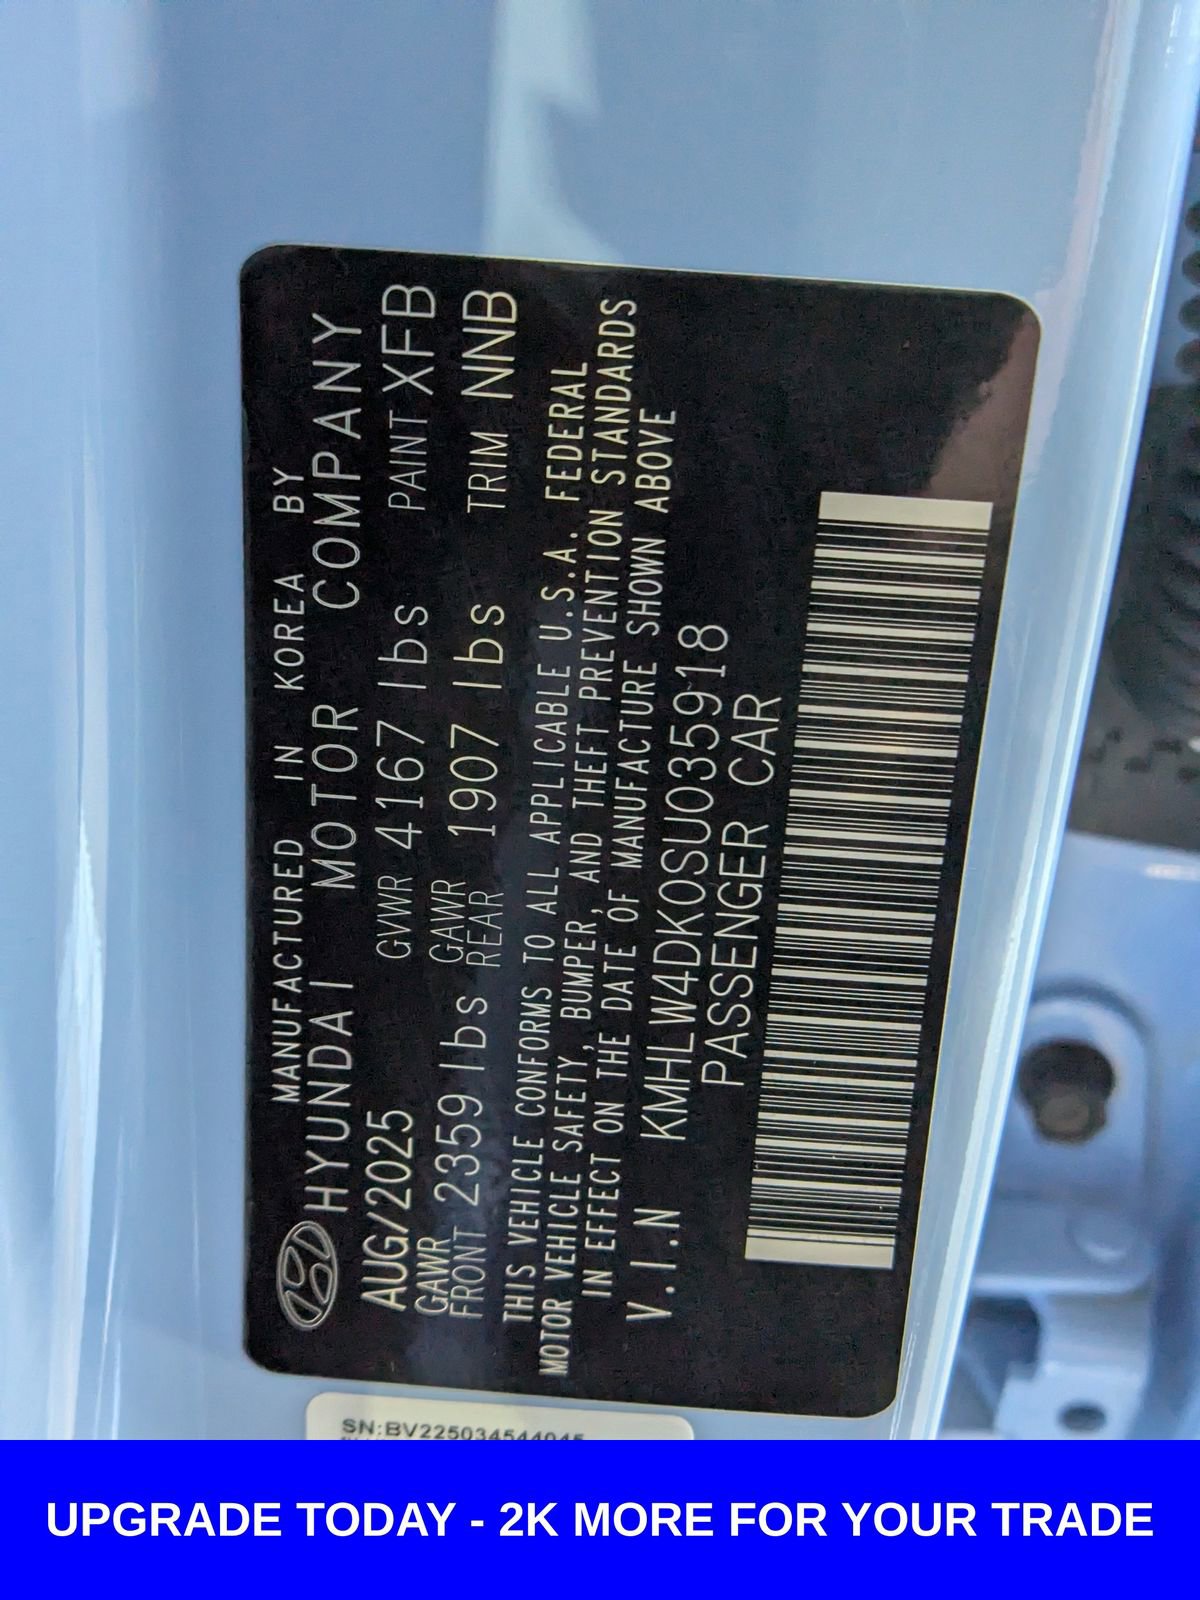 MANUFACTURED IN KOREA BY
HYUNDAI MOTOR COMPANY
AUG/2025 GVWR 4167 lbs PAINT XFB
GAWR FRONT 2359 lbs GAWR REAR 1907 lbs TRIM NNB
THIS VEHICLE CONFORMS TO ALL APPLICABLE U.S.A. FEDERAL
MOTOR VEHICLE SAFETY, BUMPER, AND THEFT PREVENTION STANDARDS
IN EFFECT ON THE DATE OF MANUFACTURE SHOWN ABOVE
V.I.N KMHLW4DK0SU035918
PASSENGER CAR
SN:BV225034544045
UPGRADE TODAY - 2K MORE FOR YOUR TRADE